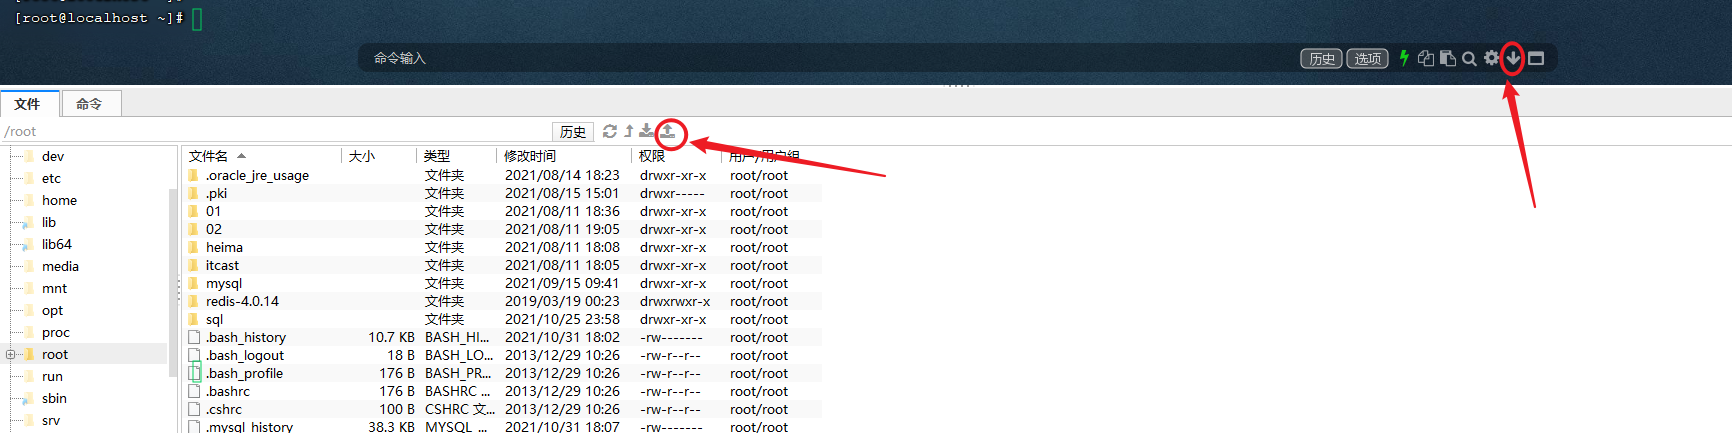 [root@localhost ~]#
[root@localhost ~]#
命令输入 历史 选项
文件 命令
/root 历史
文件名 大小 类型 修改时间 权限 用户/用户组
dev
etc
home
lib
lib64
media
mnt
opt
proc
root
run
sbin
srv
.oracle_jre_usage 文件夹 2021/08/14 18:23 drwxr-xr-x root/root
.pki 文件夹 2021/08/15 15:01 drwxr----- root/root
01 文件夹 2021/08/11 18:36 drwxr-xr-x root/root
02 文件夹 2021/08/11 19:05 drwxr-xr-x root/root
heima 文件夹 2021/08/11 18:08 drwxr-xr-x root/root
itcast 文件夹 2021/08/11 18:05 drwxr-xr-x root/root
mysql 文件夹 2021/09/15 09:41 drwxr-xr-x root/root
redis-4.0.14 文件夹 2019/03/19 00:23 drwxrwxr-x root/root
sql 文件夹 2021/10/25 23:58 drwxr-xr-x root/root
.bash_history 10.7 KB BASH_HI... 2021/10/31 18:02 -rw------- root/root
.bash_logout 18 B BASH_LO... 2013/12/29 10:26 -rw-r--r-- root/root
.bash_profile 176 B BASH_PR... 2013/12/29 10:26 -rw-r--r-- root/root
.bashrc 176 B BASHRC ... 2013/12/29 10:26 -rw-r--r-- root/root
.cshrc 100 B CSHRC 文... 2013/12/29 10:26 -rw-r--r-- root/root
.mysql_history 38.3 KB MYSQL_... 2021/10/31 18:07 -rw------- root/root